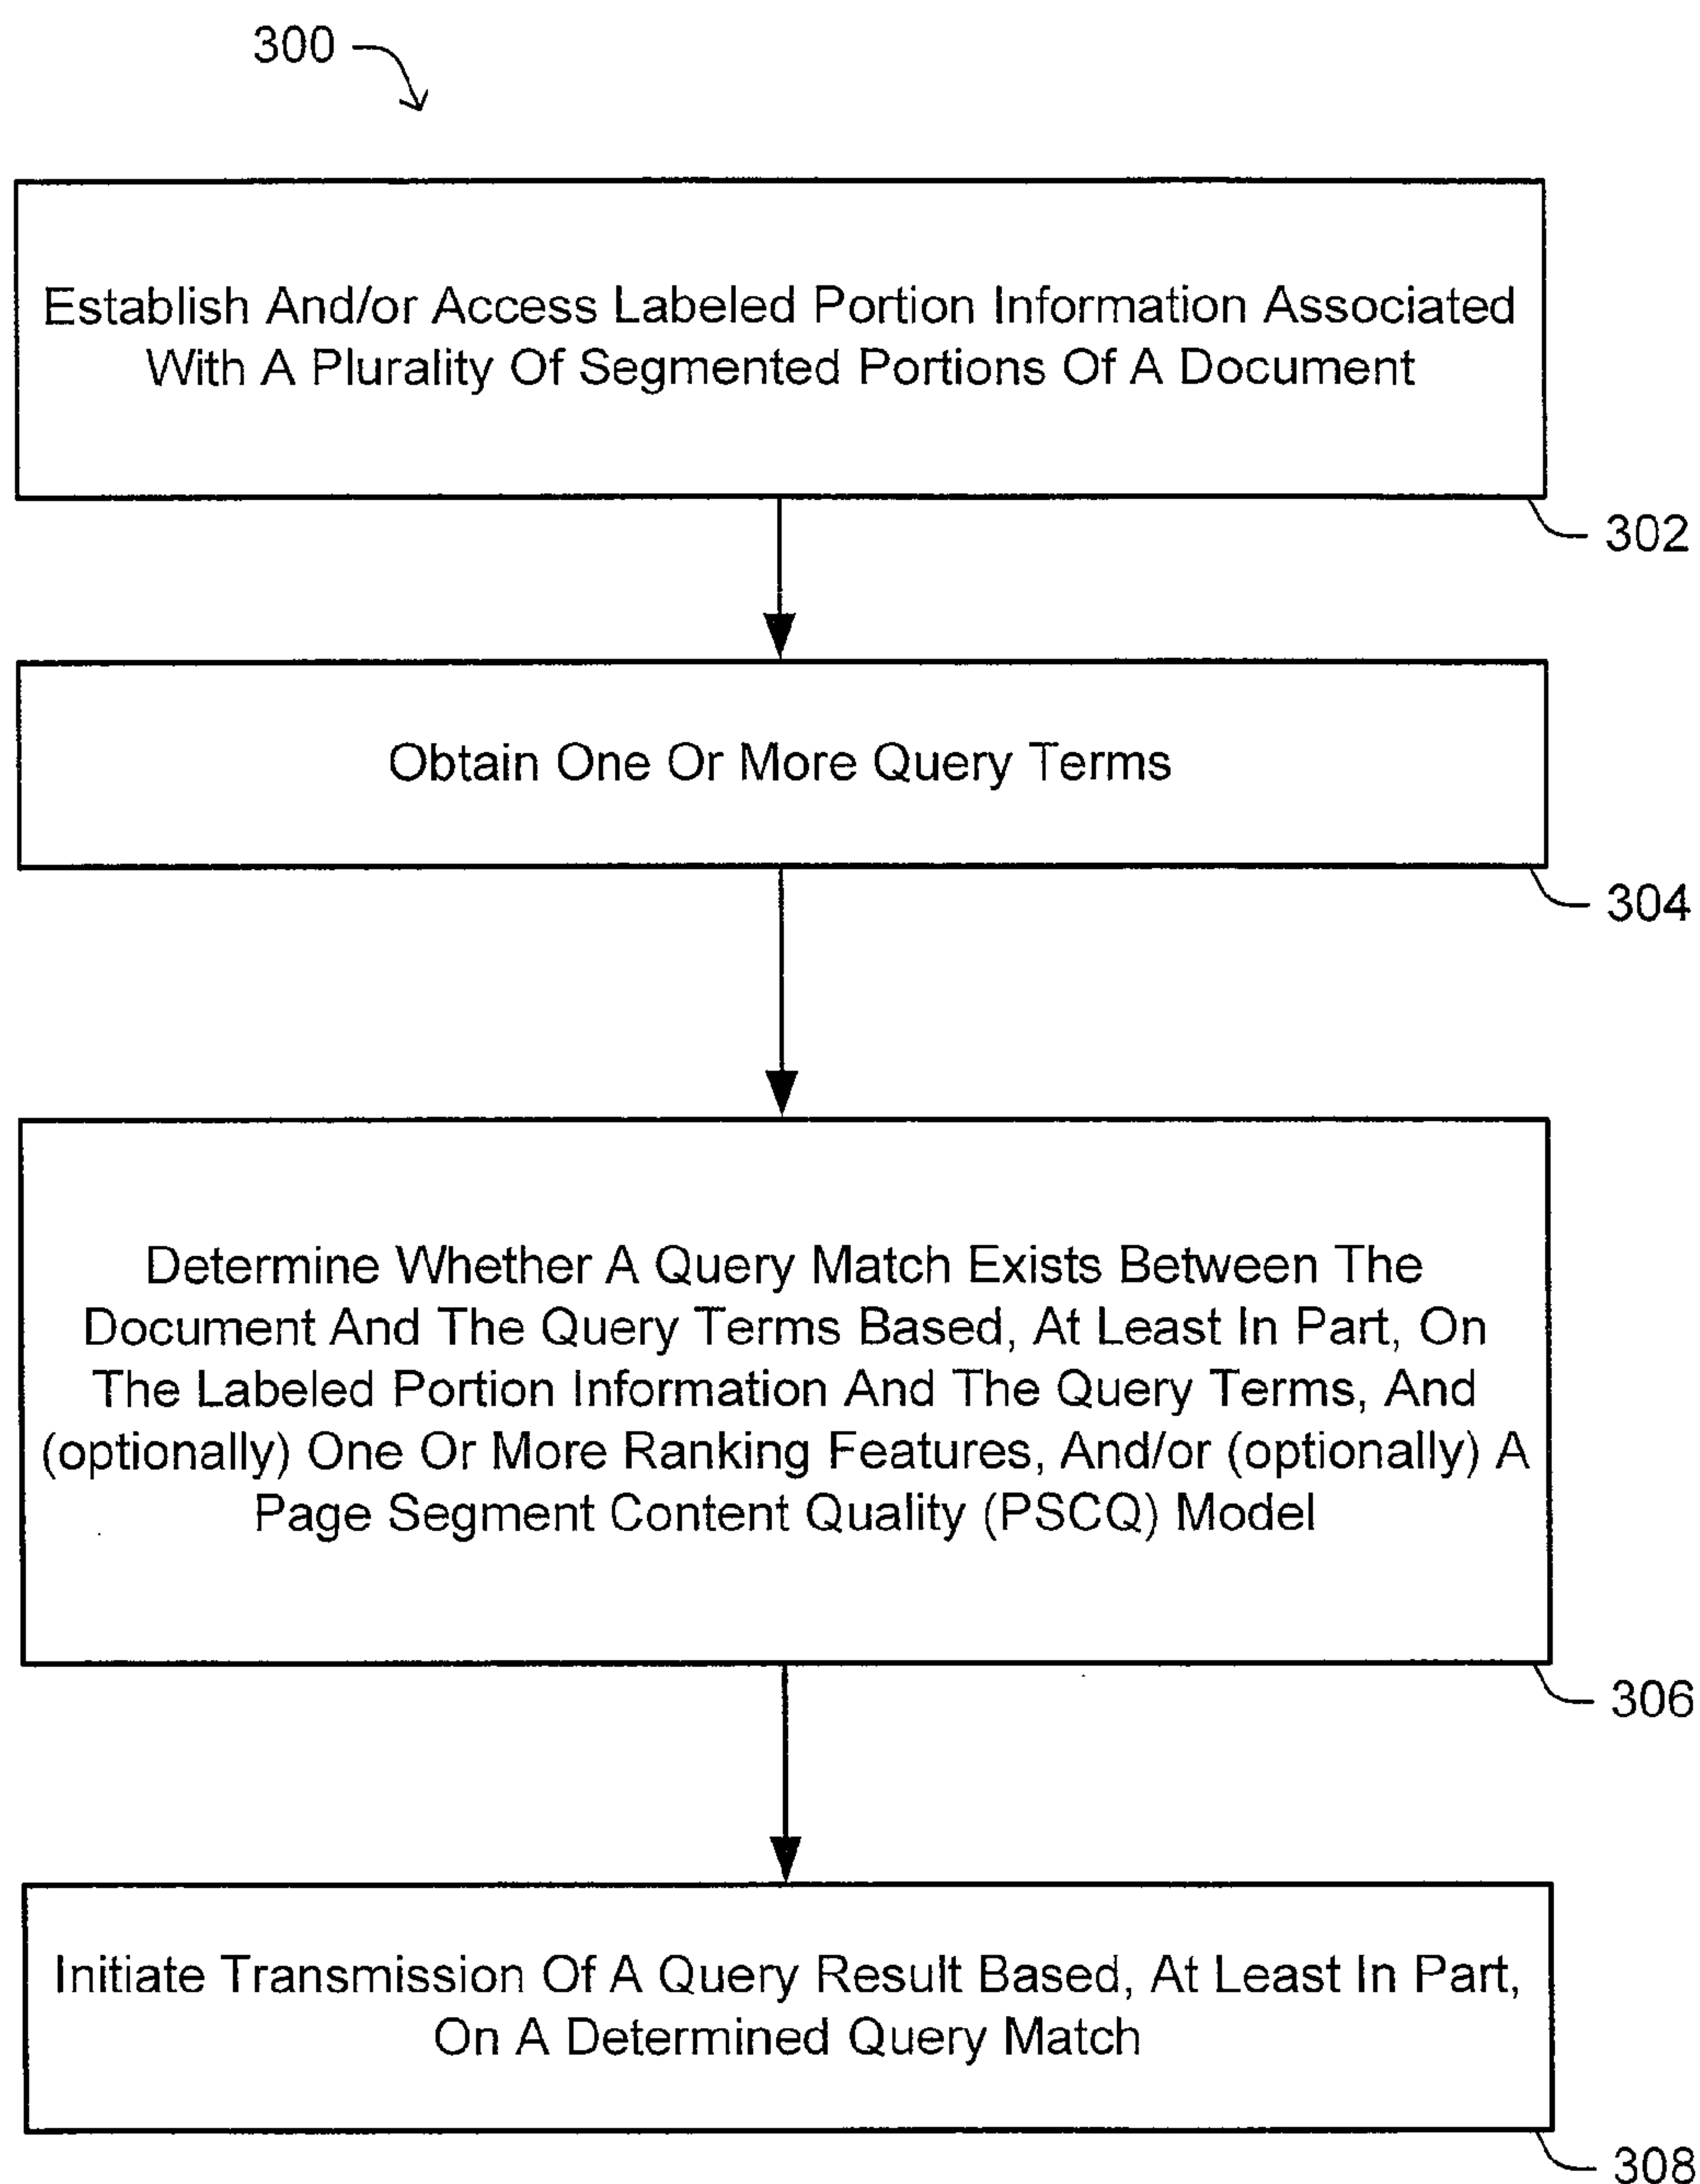 300
Establish And/or Access Labeled Portion Information Associated
With A Plurality Of Segmented Portions Of A Document
302
Obtain One Or More Query Terms
304
Determine Whether A Query Match Exists Between The
Document And The Query Terms Based, At Least In Part, On
The Labeled Portion Information And The Query Terms, And
(optionally) One Or More Ranking Features, And/or (optionally) A
Page Segment Content Quality (PSCQ) Model
306
Initiate Transmission Of A Query Result Based, At Least In Part,
On A Determined Query Match
308